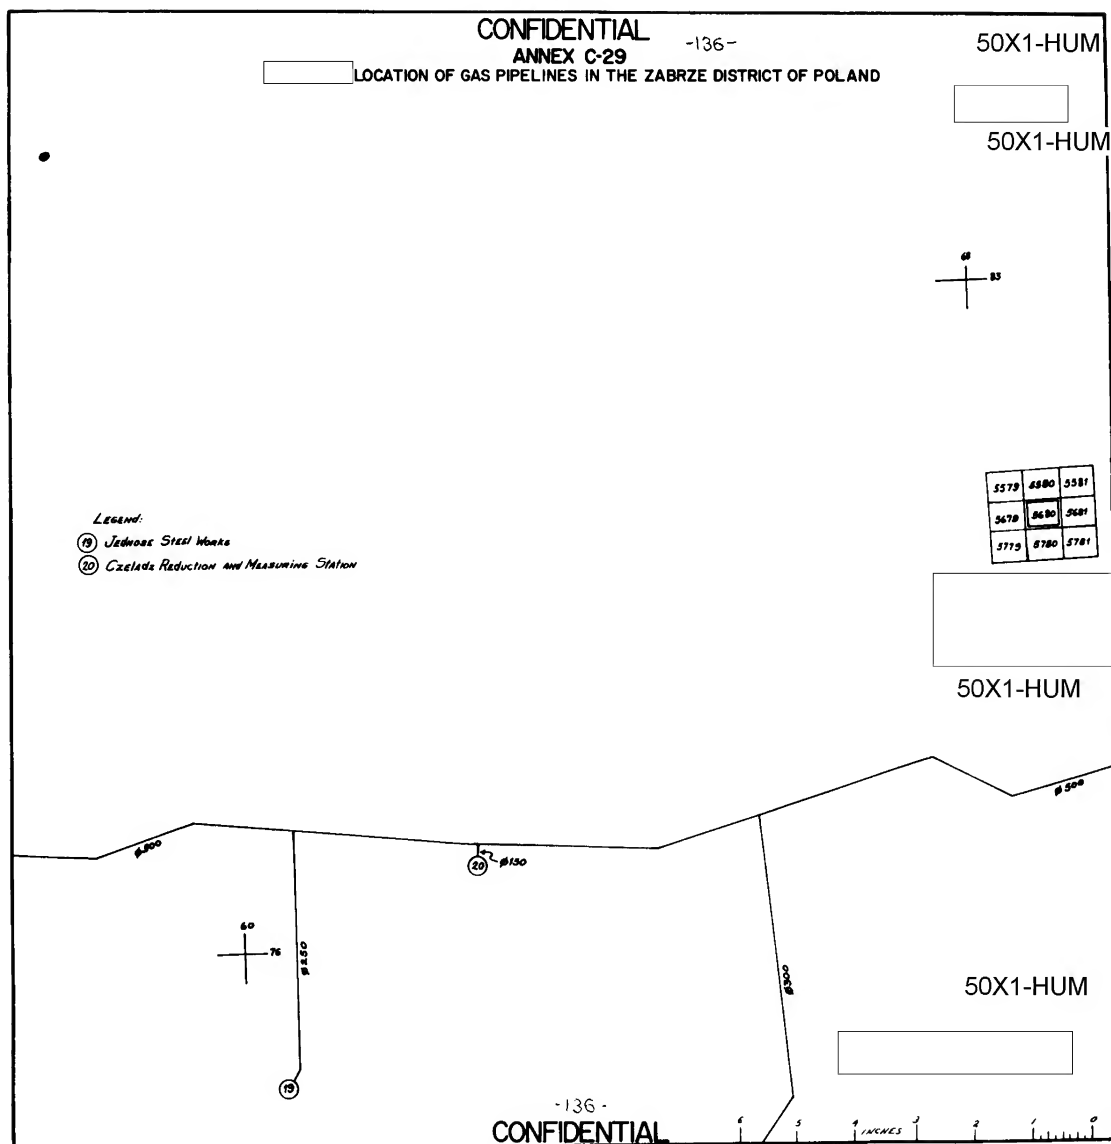 CONFIDENTIAL
-136-
50X1-HUM
ANNEX C-29
LOCATION OF GAS PIPELINES IN THE ZABRZE DISTRICT OF POLAND
50X1-HUM
68
83
5579 5580 5581
5679 5680 5681
5779 5780 5781
LEGEND:
19 JEDNOSE STEEL WORKS
20 CZELADZ REDUCTION AND MEASURING STATION
50X1-HUM
Ø500
Ø500
20 Ø150
60
76
Ø250
Ø300
50X1-HUM
19
-136-
CONFIDENTIAL
6 5 4 INCHES 3 2 1 0